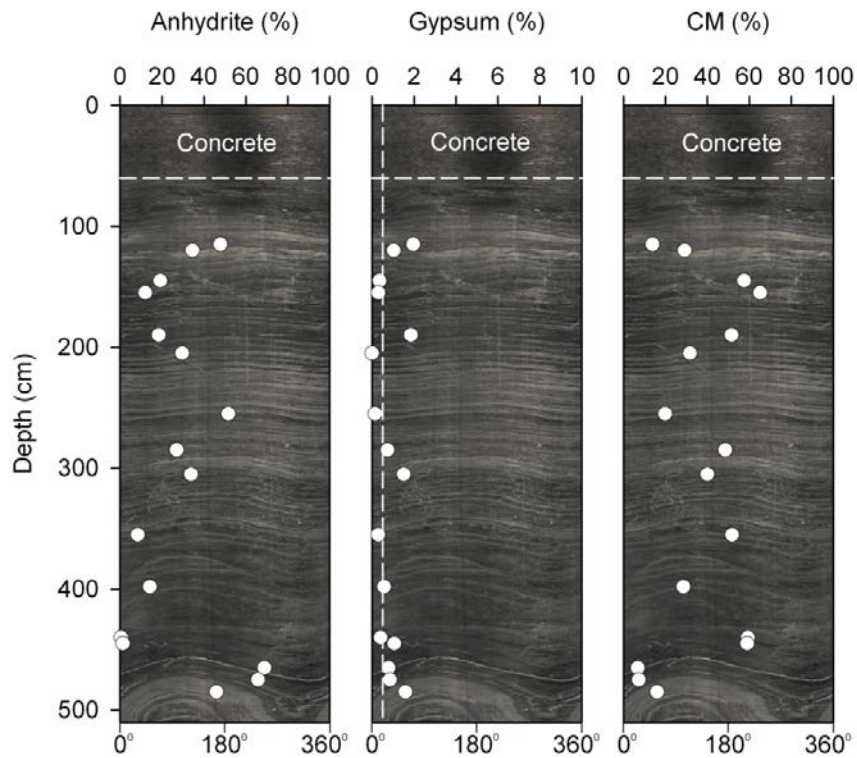 Anhydrite (%) Gypsum (%) CM (%)
0 20 40 60 80 100 0 2 4 6 8 10 0 20 40 60 80 100
0
Concrete Concrete Concrete
100
200
Depth (cm)
300
400
500
0° 180° 360° 0° 180° 360° 0° 180° 360°